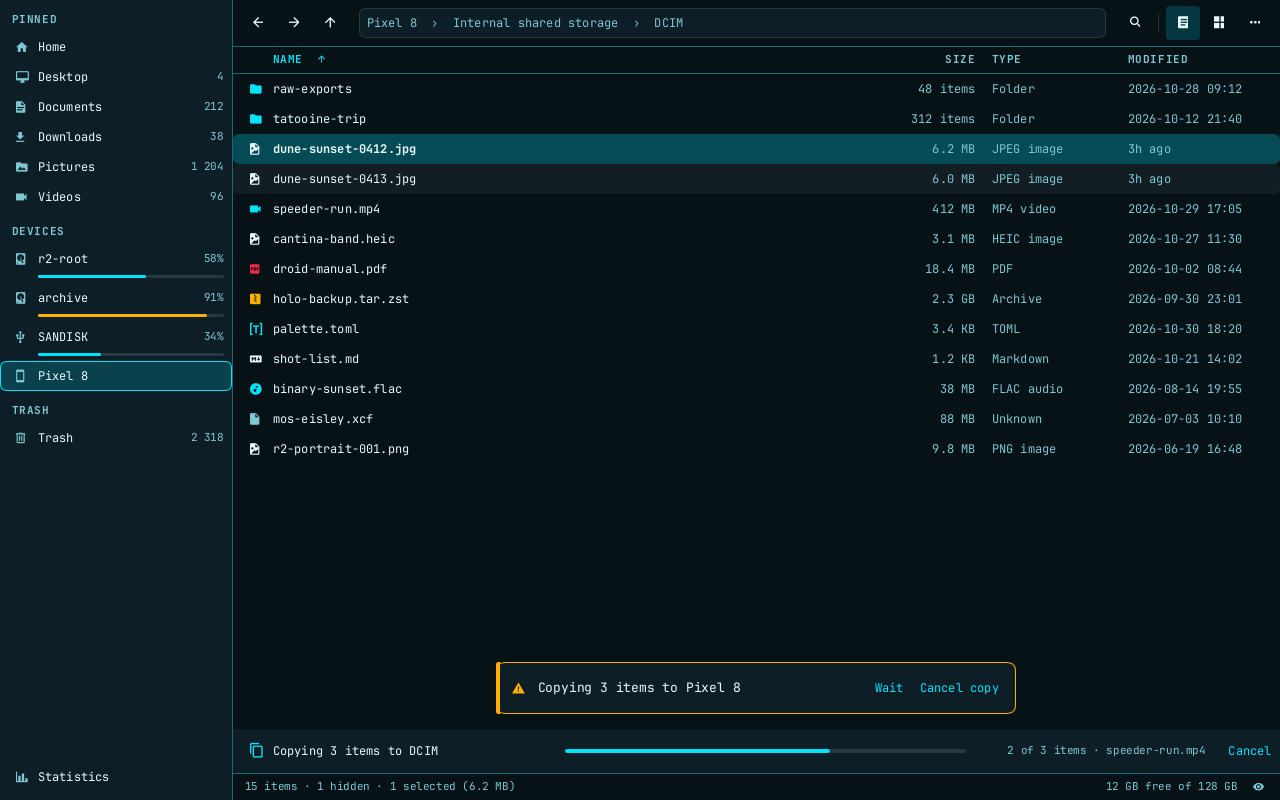 PINNED
Home
Desktop 4
Documents 212
Downloads 38
Pictures 1 204
Videos 96
DEVICES
r2-root 58%
archive 91%
SANDISK 34%
Pixel 8
TRASH
Trash 2 318
Statistics
Pixel 8 › Internal shared storage › DCIM
NAME ↑ SIZE TYPE MODIFIED
raw-exports 48 items Folder 2026-10-28 09:12
tatooine-trip 312 items Folder 2026-10-12 21:40
dune-sunset-0412.jpg 6.2 MB JPEG image 3h ago
dune-sunset-0413.jpg 6.0 MB JPEG image 3h ago
speeder-run.mp4 412 MB MP4 video 2026-10-29 17:05
cantina-band.heic 3.1 MB HEIC image 2026-10-27 11:30
droid-manual.pdf 18.4 MB PDF 2026-10-02 08:44
holo-backup.tar.zst 2.3 GB Archive 2026-09-30 23:01
palette.toml 3.4 KB TOML 2026-10-30 18:20
shot-list.md 1.2 KB Markdown 2026-10-21 14:02
binary-sunset.flac 38 MB FLAC audio 2026-08-14 19:55
mos-eisley.xcf 88 MB Unknown 2026-07-03 10:10
r2-portrait-001.png 9.8 MB PNG image 2026-06-19 16:48
Copying 3 items to Pixel 8 Wait Cancel copy
Copying 3 items to DCIM 2 of 3 items · speeder-run.mp4 Cancel
15 items · 1 hidden · 1 selected (6.2 MB) 12 GB free of 128 GB